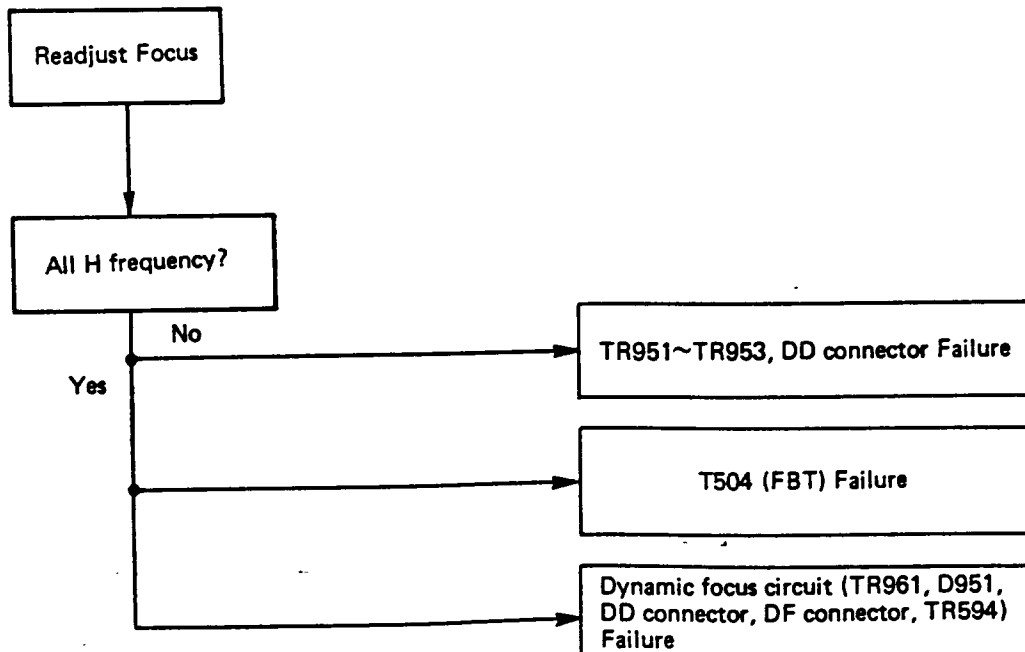 Readjust Focus
All H frequency?
No
TR951~TR953, DD connector Failure
Yes
T504 (FBT) Failure
Dynamic focus circuit (TR961, D951,
DD connector, DF connector, TR594)
Failure